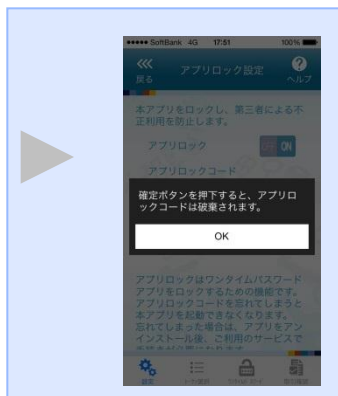 SoftBank 4G 17:51 100%
戻る アプリロック設定 ? ヘルプ
本アプリをロックし、第三者による不
正利用を防止します。
アプリロック OFF ON
アプリロックコード
確定ボタンを押下すると、アプリロ
ックコードは破棄されます。
OK
アプリロックはワンタイムパスワード
アプリをロックするための機能です。
アプリロックコードを忘れてしまうと
本アプリを起動できなくなります。
忘れてしまった場合は、アプリをアン
インストール後、ご利用のサービスで
設定